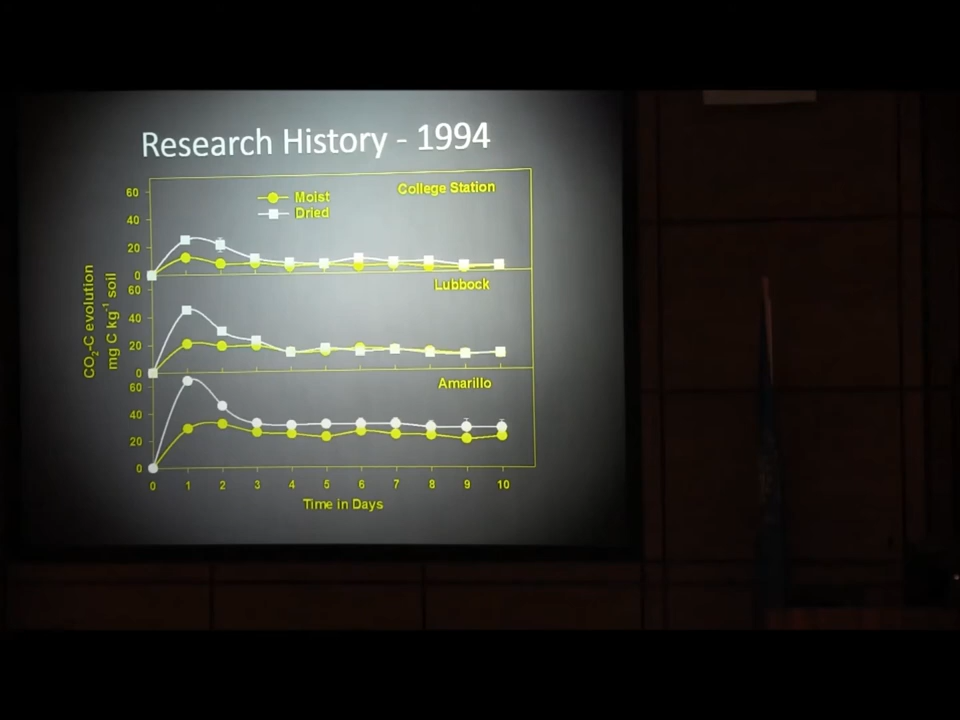 Research History - 1994
College Station
Moist
Dried
60
40
20
0
Lubbock
60
40
20
0
Amarillo
60
40
20
0
CO₂-C evolution
mg C kg⁻¹ soil
0 1 2 3 4 5 6 7 8 9 10
Time in Days